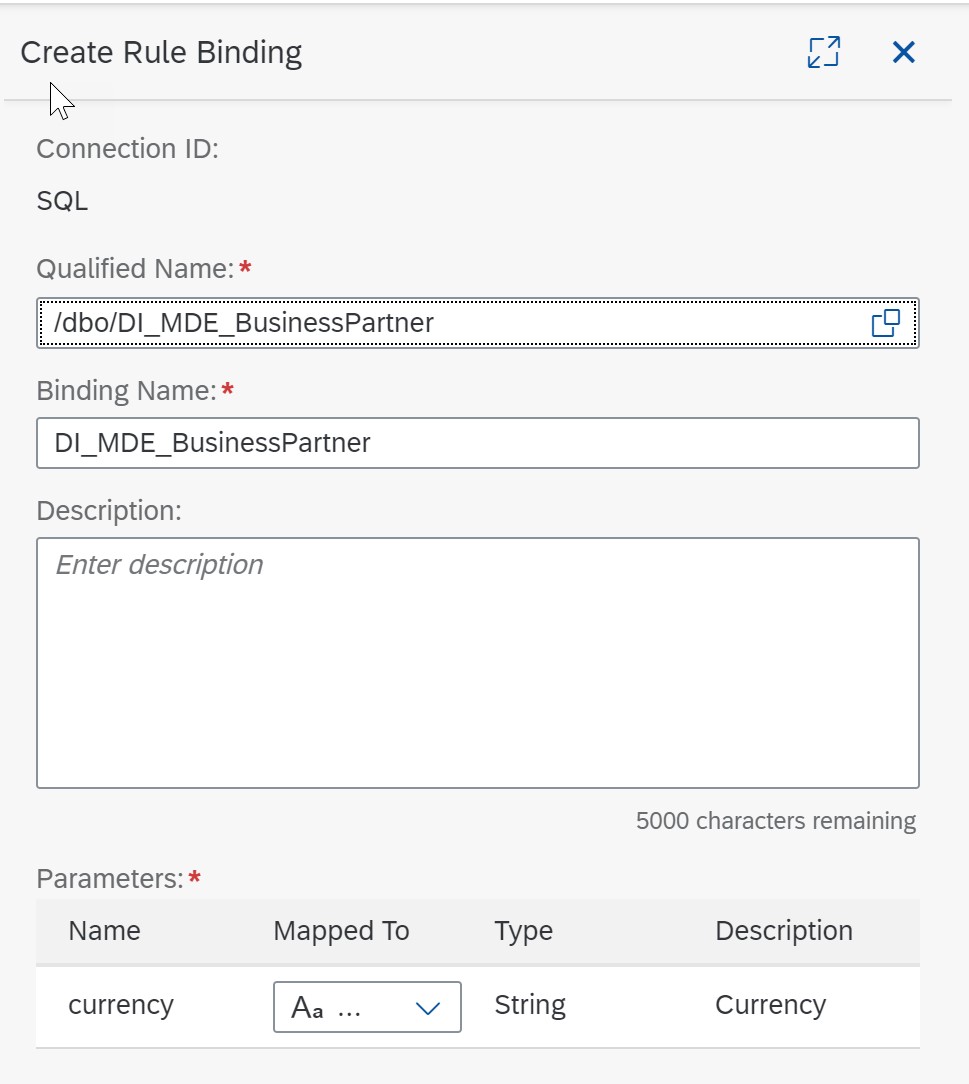 Create Rule Binding
Connection ID:
SQL
Qualified Name:*
/dbo/DI_MDE_BusinessPartner
Binding Name:*
DI_MDE_BusinessPartner
Description:
Enter description
5000 characters remaining
Parameters:*
Name Mapped To Type Description
currency Aa ... String Currency